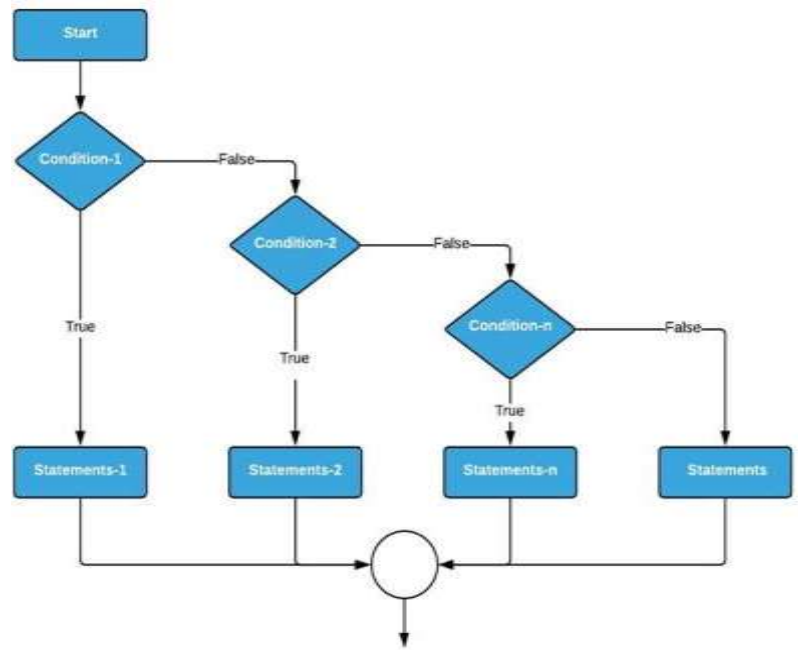 Start
Condition-1
False
Condition-2
False
Condition-n
False
True
True
True
Statements-1
Statements-2
Statements-n
Statements